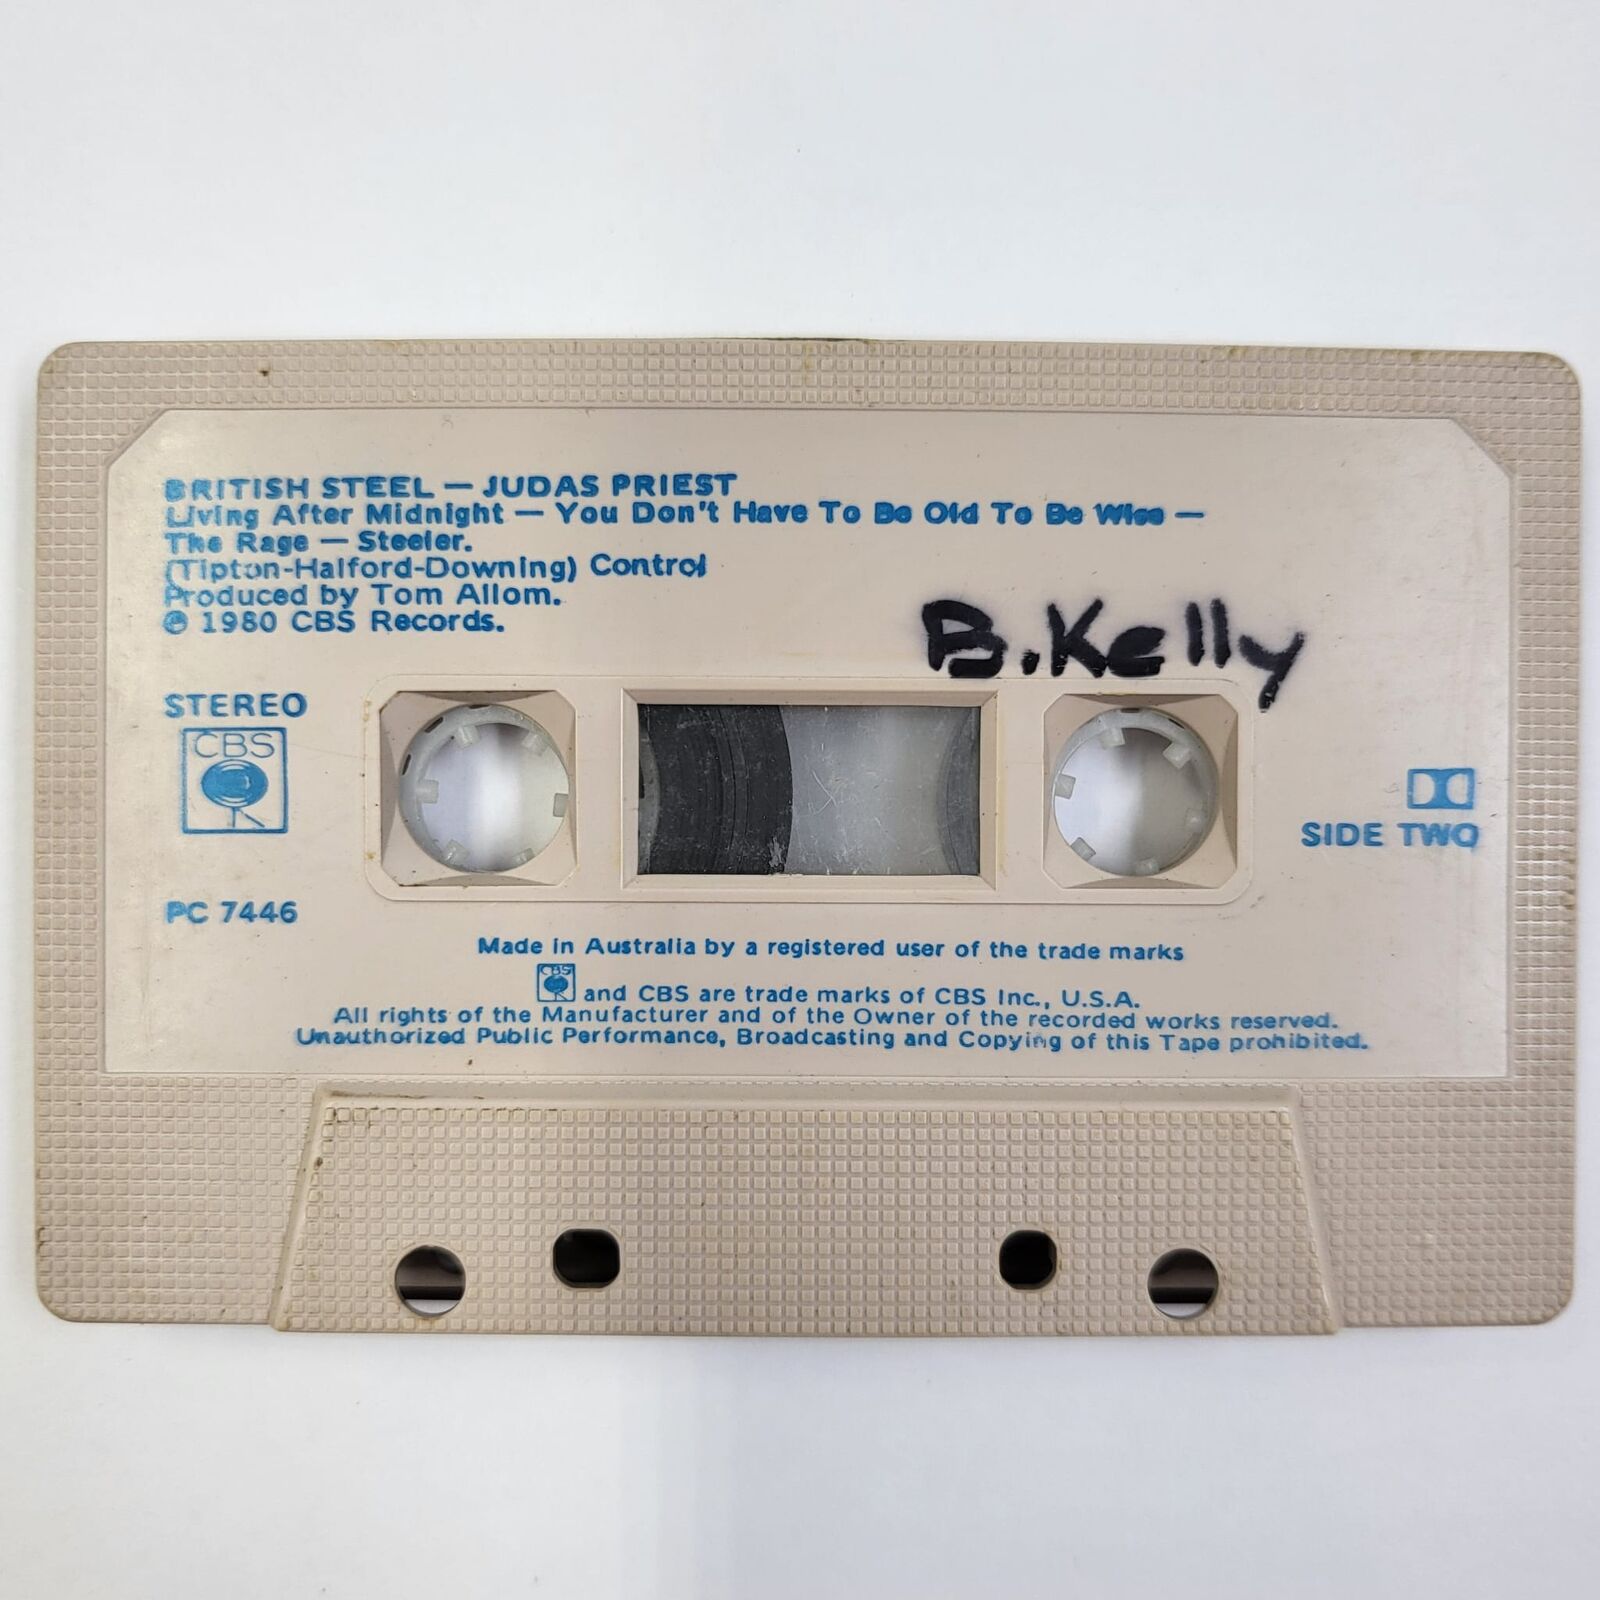 BRITISH STEEL — JUDAS PRIEST
Living After Midnight — You Don't Have To Be Old To Be Wise —
The Rage — Steeler.
(Tipton-Halford-Downing) Control
Produced by Tom Allom.
℗ 1980 CBS Records.
B. Kelly
STEREO
CBS
SIDE TWO
PC 7446
Made in Australia by a registered user of the trade marks
CBS and CBS are trade marks of CBS Inc., U.S.A.
All rights of the Manufacturer and of the Owner of the recorded works reserved.
Unauthorized Public Performance, Broadcasting and Copying of this Tape prohibited.